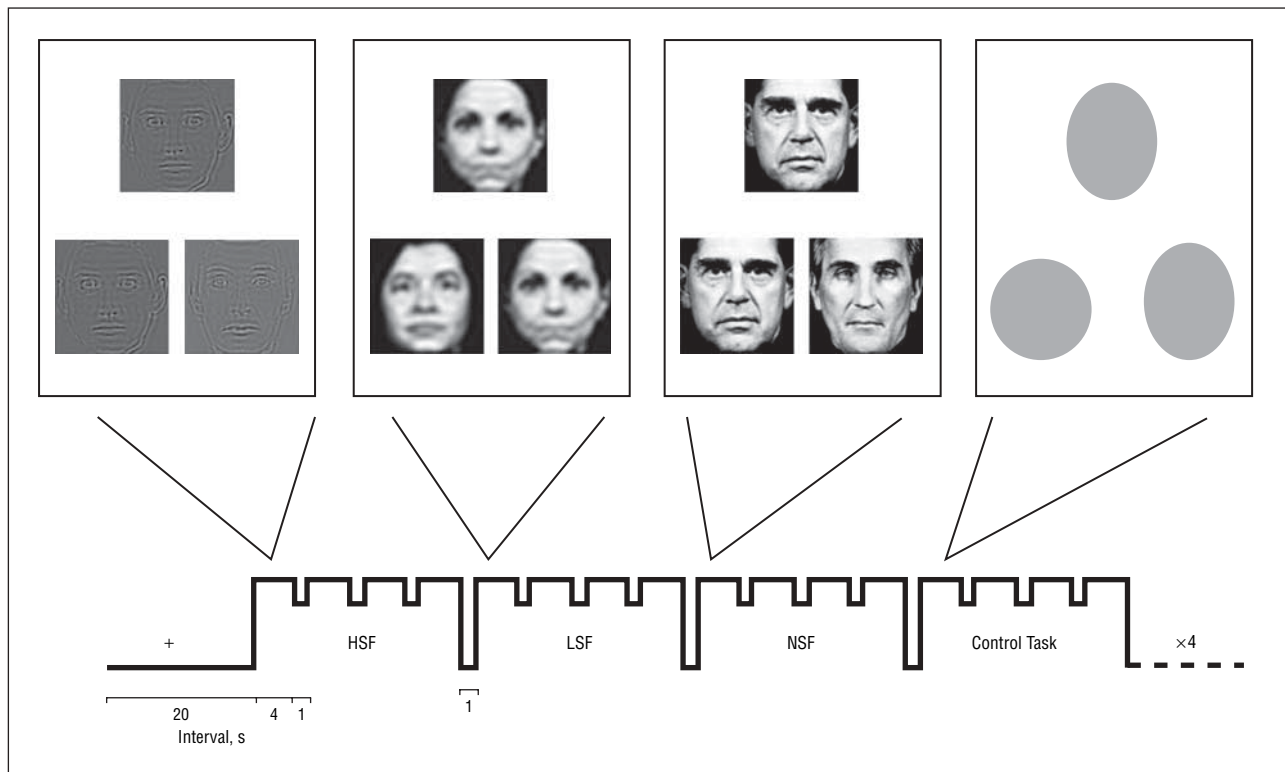 +
HSF
LSF
NSF
Control Task
×4
20
4
1
1
Interval, s